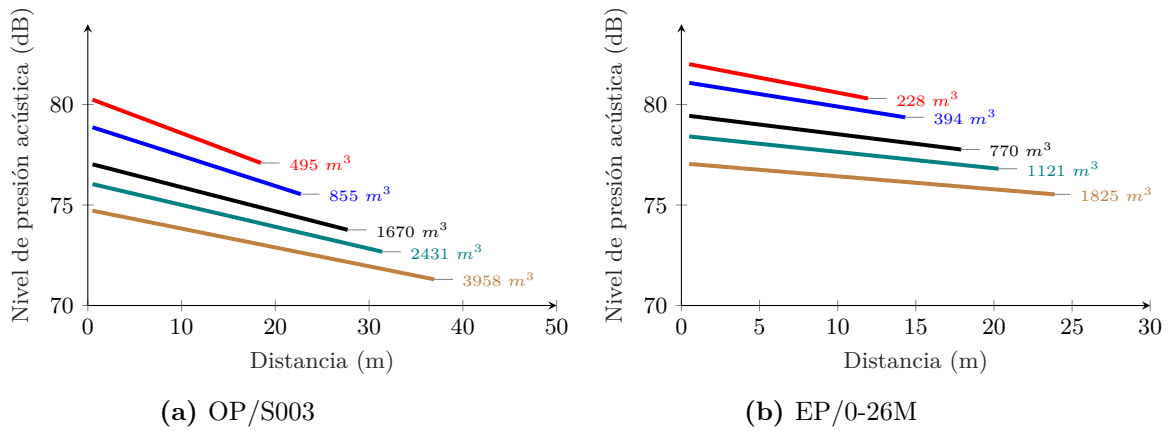 Nivel de presión acústica (dB)
80
75
70
0 10 20 30 40 50
495 m³
855 m³
1670 m³
2431 m³
3958 m³
Distancia (m)
(a) OP/S003
Nivel de presión acústica (dB)
80
75
70
0 5 10 15 20 25 30
228 m³
394 m³
770 m³
1121 m³
1825 m³
Distancia (m)
(b) EP/0-26M